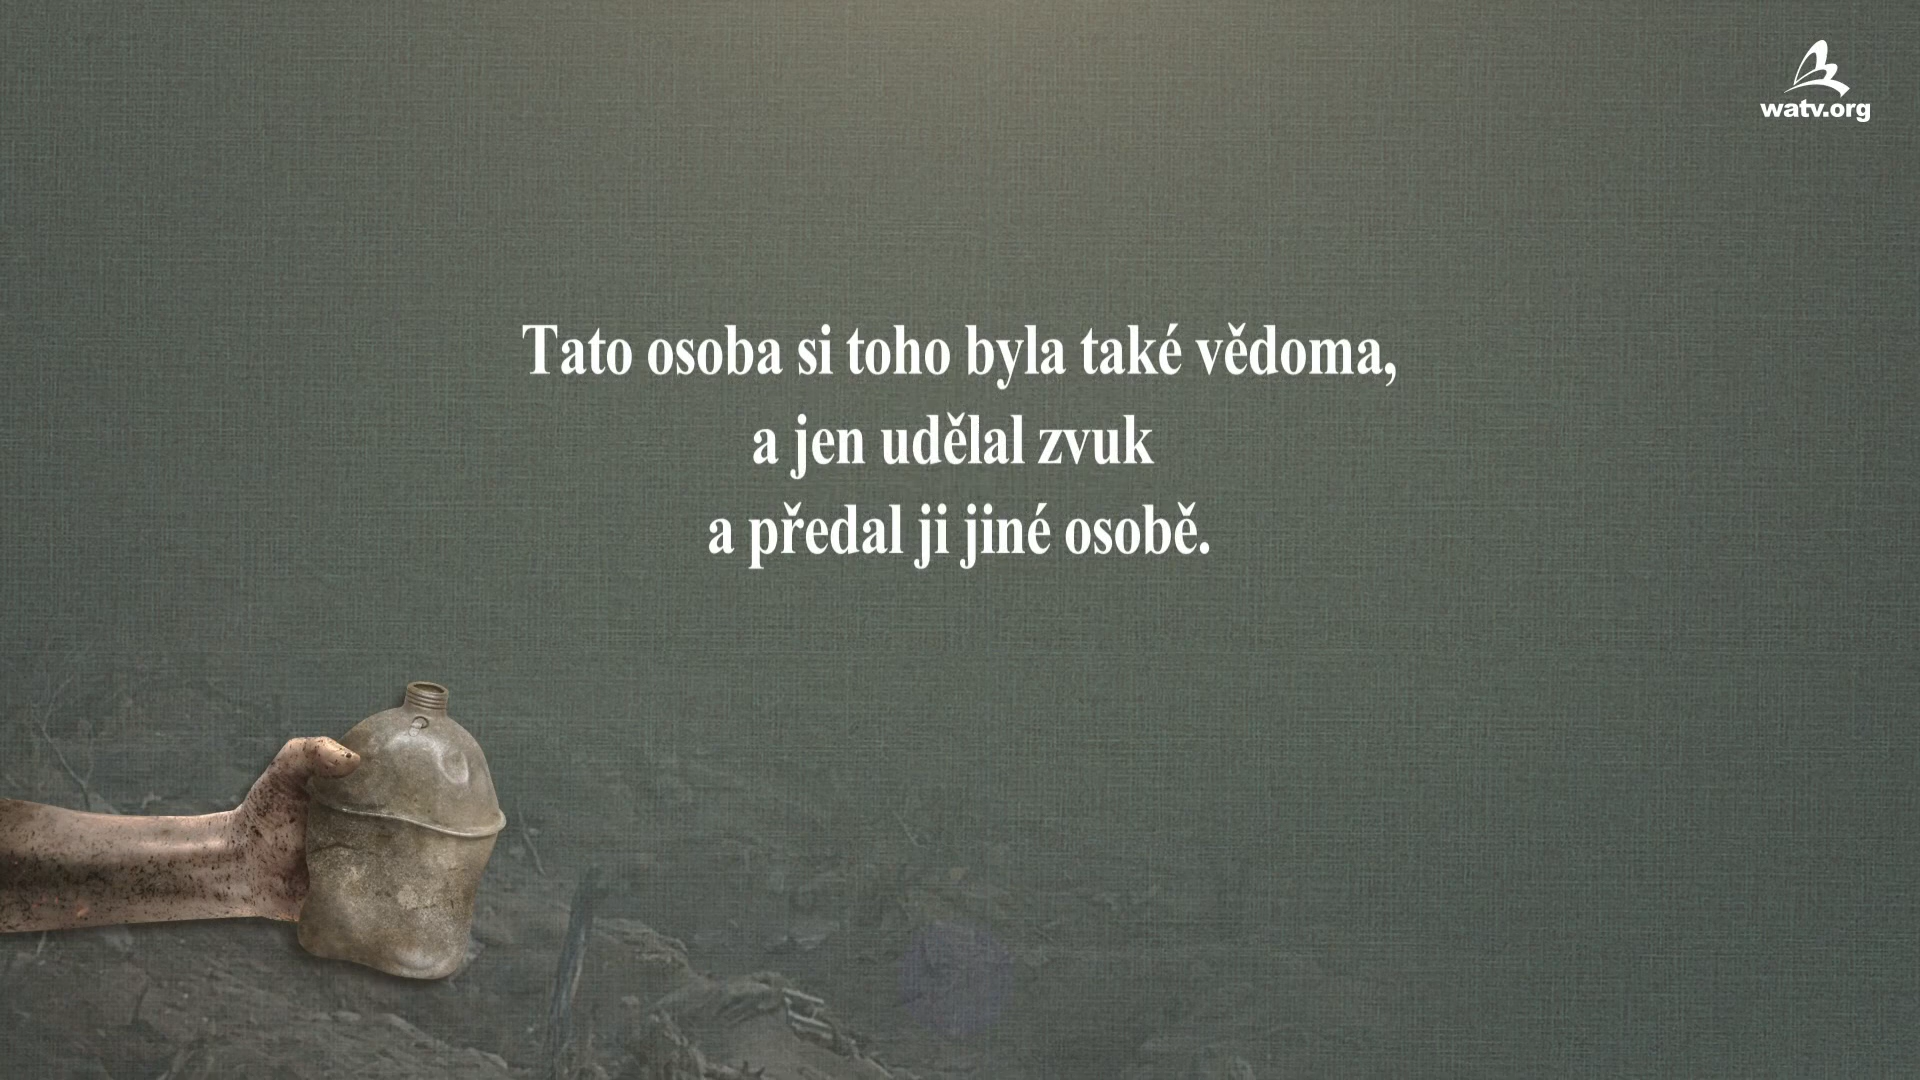 watv.org
Tato osoba si toho byla také vědoma,
a jen udělal zvuk
a předal ji jiné osobě.